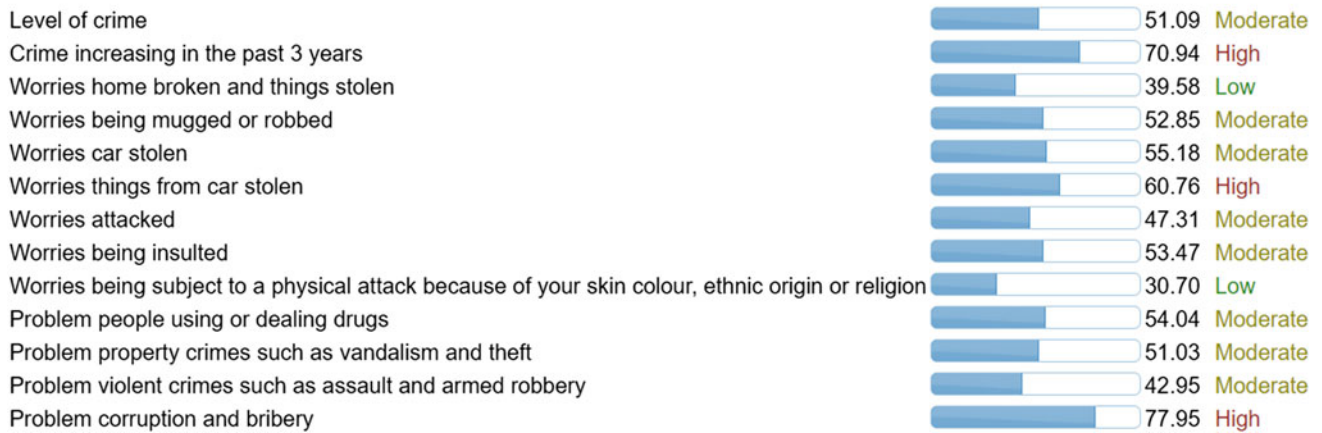 Level of crime 51.09 Moderate
Crime increasing in the past 3 years 70.94 High
Worries home broken and things stolen 39.58 Low
Worries being mugged or robbed 52.85 Moderate
Worries car stolen 55.18 Moderate
Worries things from car stolen 60.76 High
Worries attacked 47.31 Moderate
Worries being insulted 53.47 Moderate
Worries being subject to a physical attack because of your skin colour, ethnic origin or religion 30.70 Low
Problem people using or dealing drugs 54.04 Moderate
Problem property crimes such as vandalism and theft 51.03 Moderate
Problem violent crimes such as assault and armed robbery 42.95 Moderate
Problem corruption and bribery 77.95 High